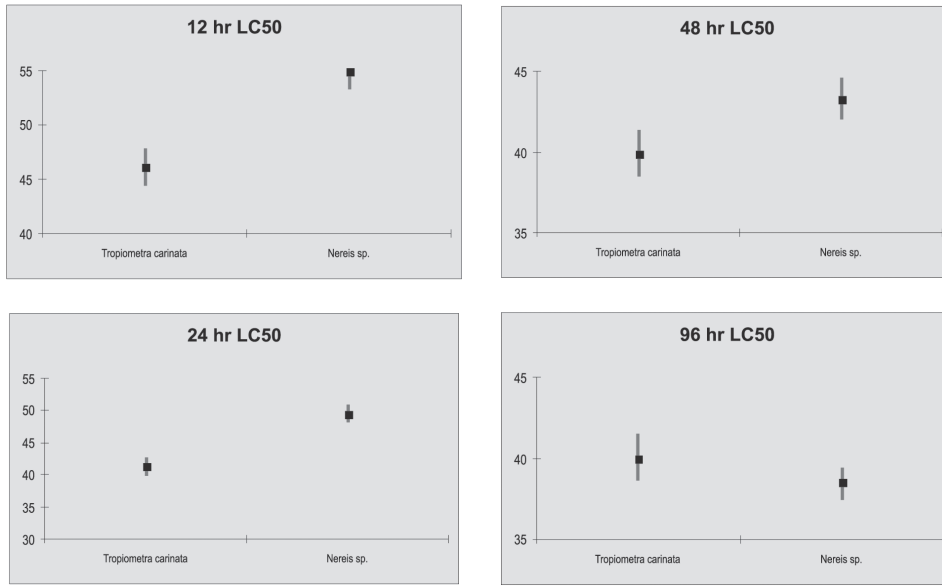 12 hr LC50
55
50
45
40
Tropiometra carinata
Nereis sp.
48 hr LC50
45
40
35
Tropiometra carinata
Nereis sp.
24 hr LC50
55
50
45
40
35
30
Tropiometra carinata
Nereis sp.
96 hr LC50
45
40
35
Tropiometra carinata
Nereis sp.